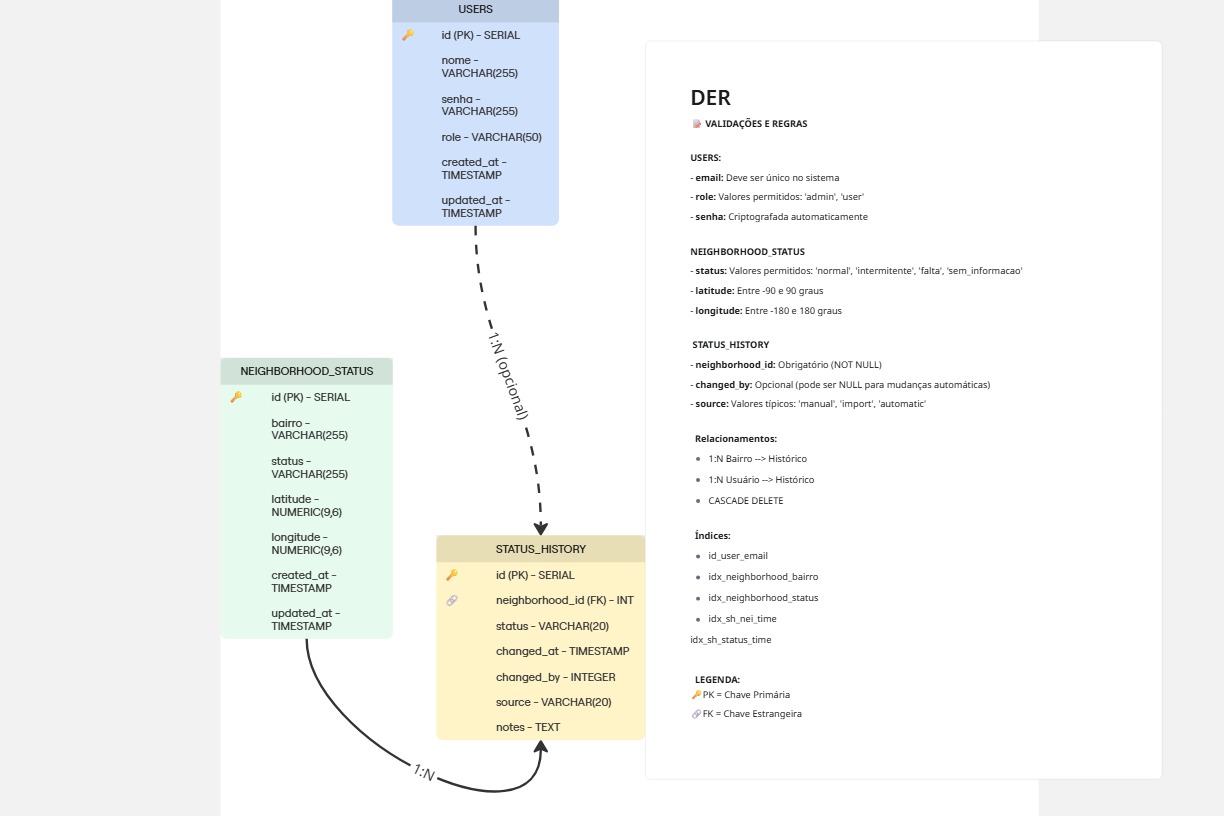 USERS
id (PK) – SERIAL
nome –
VARCHAR(255)
senha –
VARCHAR(255)
role – VARCHAR(50)
created_at –
TIMESTAMP
updated_at –
TIMESTAMP
1:N (opcional)
NEIGHBORHOOD_STATUS
id (PK) – SERIAL
bairro –
VARCHAR(255)
status –
VARCHAR(255)
latitude –
NUMERIC(9,6)
longitude –
NUMERIC(9,6)
created_at –
TIMESTAMP
updated_at –
TIMESTAMP
1:N
STATUS_HISTORY
id (PK) – SERIAL
neighborhood_id (FK) – INT
status – VARCHAR(20)
changed_at – TIMESTAMP
changed_by – INTEGER
source – VARCHAR(20)
notes – TEXT
DER
📝 VALIDAÇÕES E REGRAS
USERS:
- email: Deve ser único no sistema
- role: Valores permitidos: 'admin', 'user'
- senha: Criptografada automaticamente
NEIGHBORHOOD_STATUS
- status: Valores permitidos: 'normal', 'intermitente', 'falta', 'sem_informacao'
- latitude: Entre -90 e 90 graus
- longitude: Entre -180 e 180 graus
STATUS_HISTORY
- neighborhood_id: Obrigatório (NOT NULL)
- changed_by: Opcional (pode ser NULL para mudanças automáticas)
- source: Valores típicos: 'manual', 'import', 'automatic'
Relacionamentos:
• 1:N Bairro --> Histórico
• 1:N Usuário --> Histórico
• CASCADE DELETE
Índices:
• id_user_email
• idx_neighborhood_bairro
• idx_neighborhood_status
• idx_sh_nei_time
idx_sh_status_time
LEGENDA:
🔑PK = Chave Primária
🔗FK = Chave Estrangeira